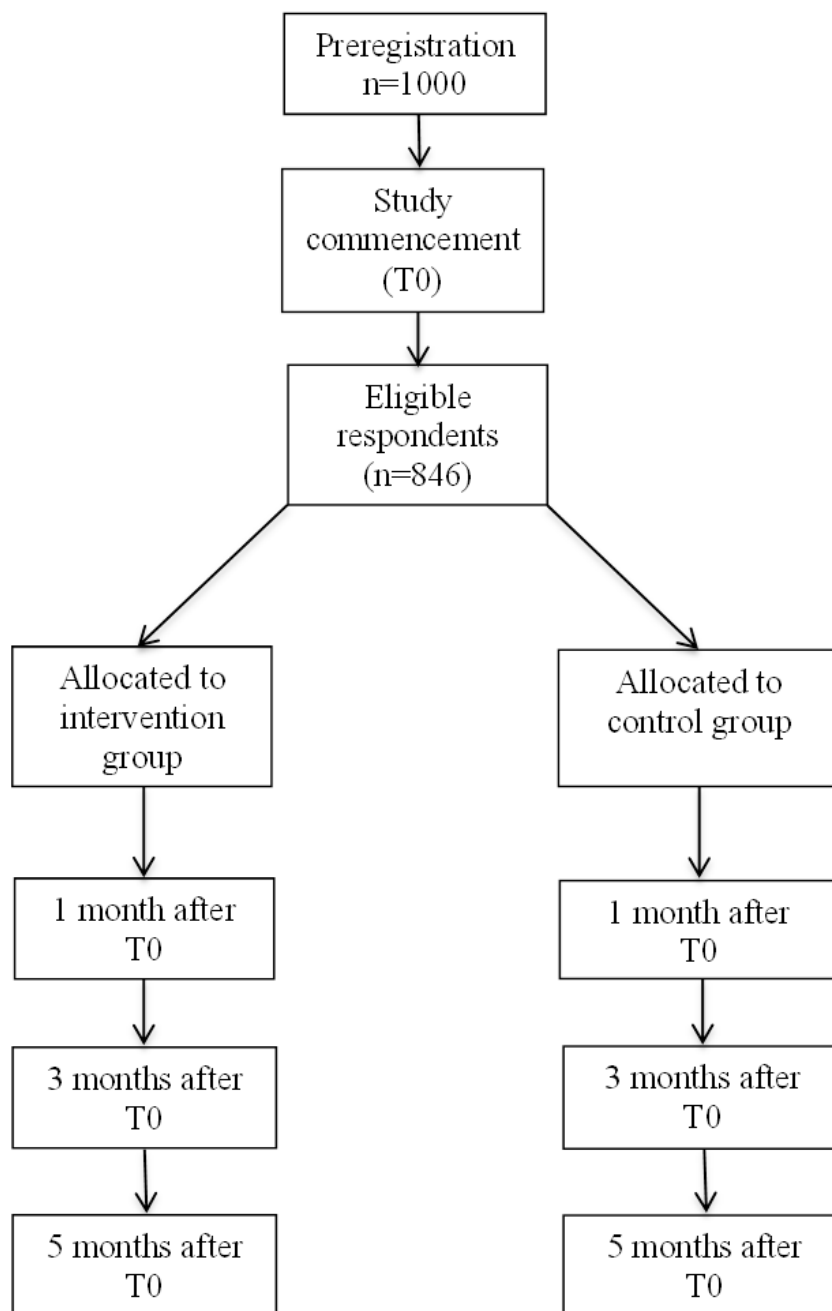 Preregistration
n=1000
Study
commencement
(T0)
Eligible
respondents
(n=846)
Allocated to
intervention
group
Allocated to
control group
1 month after
T0
1 month after
T0
3 months after
T0
3 months after
T0
5 months after
T0
5 months after
T0